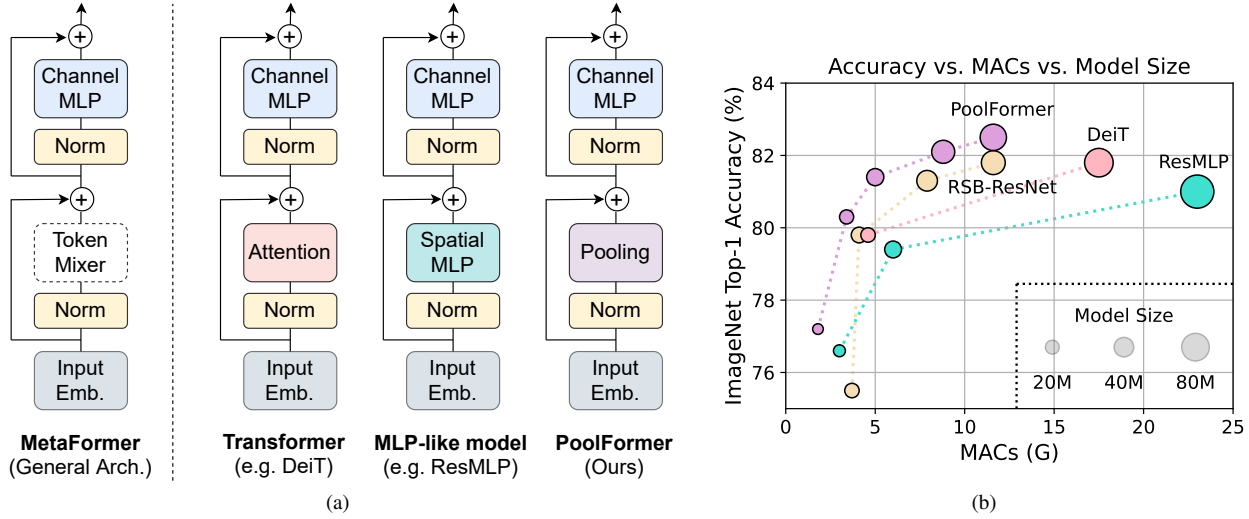 +
Channel
MLP
Norm
+
Token
Mixer
Norm
Input
Emb.
MetaFormer
(General Arch.)
+
Channel
MLP
Norm
+
Attention
Norm
Input
Emb.
Transformer
(e.g. DeiT)
+
Channel
MLP
Norm
+
Spatial
MLP
Norm
Input
Emb.
MLP-like model
(e.g. ResMLP)
+
Channel
MLP
Norm
+
Pooling
Norm
Input
Emb.
PoolFormer
(Ours)
(a)
Accuracy vs. MACs vs. Model Size
ImageNet Top-1 Accuracy (%)
84
82
80
78
76
PoolFormer
DeiT
ResMLP
RSB-ResNet
Model Size
20M 40M 80M
0 5 10 15 20 25
MACs (G)
(b)